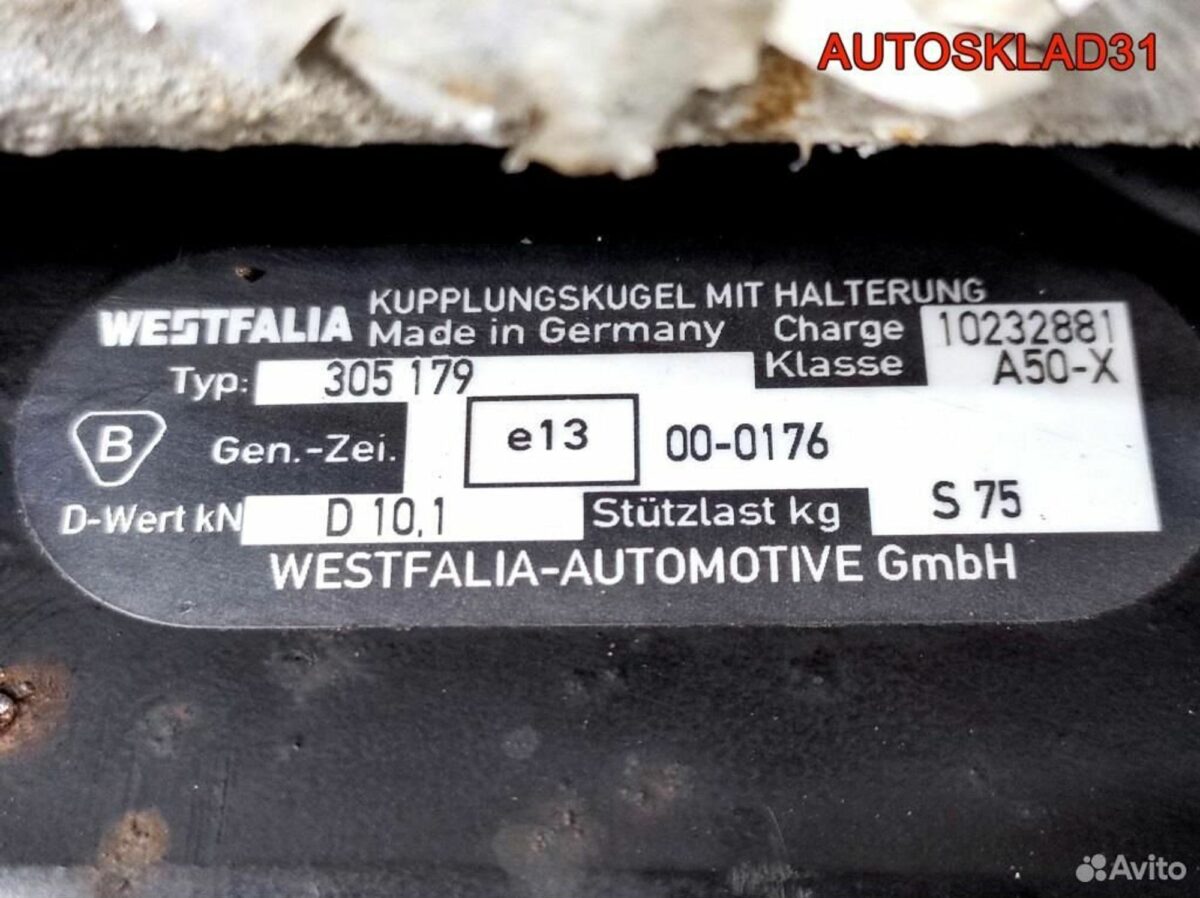 AUTOSKLAD31
KUPPLUNGSKUGEL MIT HALTERUNG
WESTFALIA Made in Germany Charge 10232881
Typ: 305 179 Klasse A50-X
B Gen.-Zei. e13 00-0176
D-Wert kN D 10,1 Stützlast kg S 75
WESTFALIA-AUTOMOTIVE GmbH
Avito